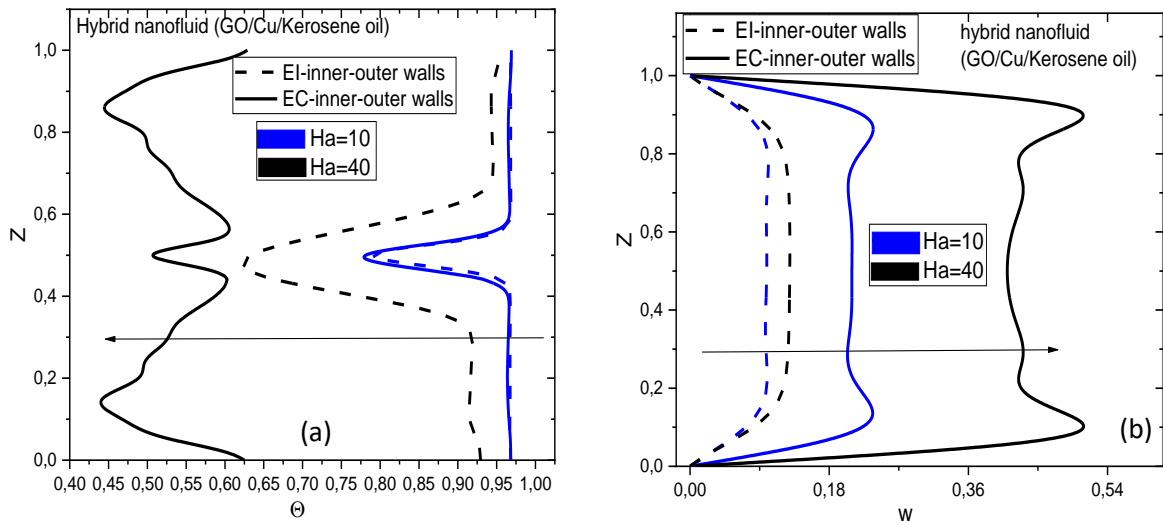 Hybrid nanofluid (GO/Cu/Kerosene oil)
EI-inner-outer walls
EC-inner-outer walls
Ha=10
Ha=40
1,0
0,8
0,6
0,4
0,2
0,0
Z
(a)
0,40 0,45 0,50 0,55 0,60 0,65 0,70 0,75 0,80 0,85 0,90 0,95 1,00
Θ
EI-inner-outer walls
EC-inner-outer walls
hybrid nanofluid
(GO/Cu/Kerosene oil)
Ha=10
Ha=40
1,0
0,8
0,6
0,4
0,2
0,0
Z
(b)
0,00 0,18 0,36 0,54
w